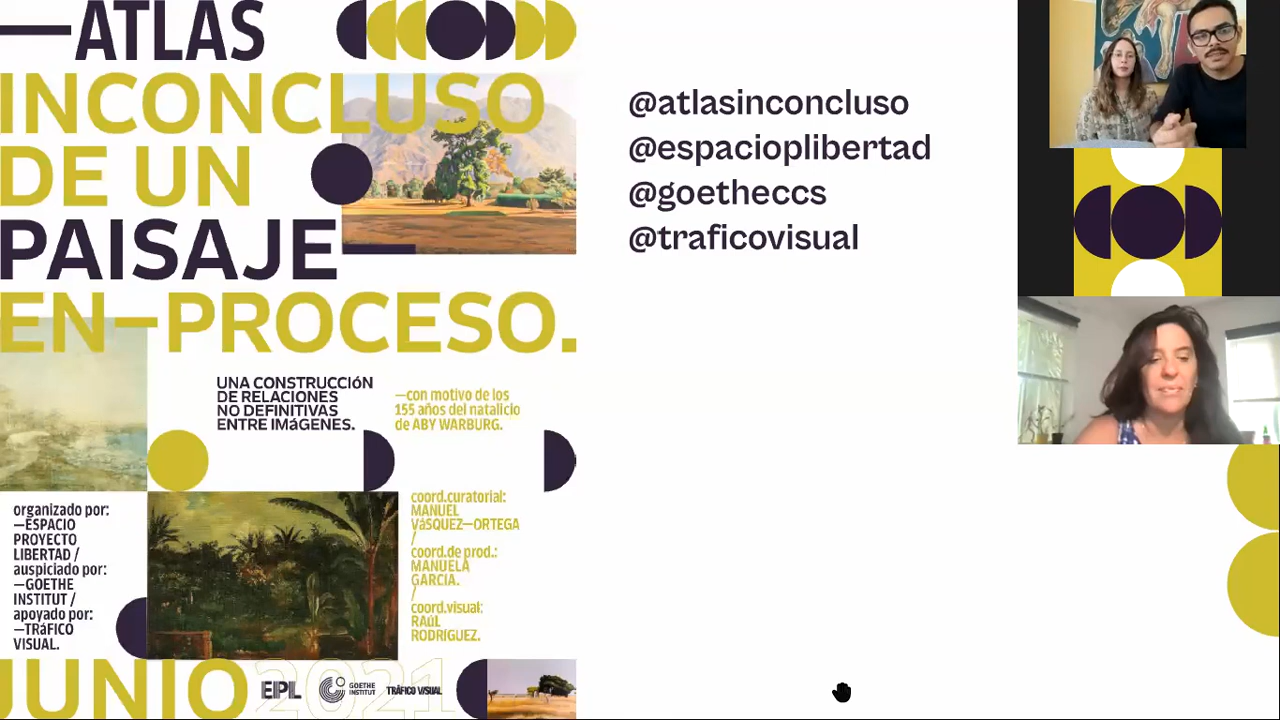 —ATLAS
INCONCLUSO
DE UN
PAISAJE
EN—PROCESO.
UNA CONSTRUCCIóN
DE RELACIONES
NO DEFINITIVAS
ENTRE IMáGENES.
—con motivo de los
155 años del natalicio
de ABY WARBURG.
organizado por:
—ESPACIO
PROYECTO
LIBERTAD /
auspiciado por:
—GOETHE
INSTITUT /
apoyado por:
—TRáFICO
VISUAL.
coord.curatorial:
MANUEL
VáSQUEZ—ORTEGA
/
coord.de prod.:
MANUELA
GARCIA.
/
coord.visual:
RAúL
RODRÍGUEZ.
JUNIO 2021
EPL
GOETHE
INSTITUT
TRÁFICO VISUAL
@atlasinconcluso
@espacioplibertad
@goetheccs
@traficovisual